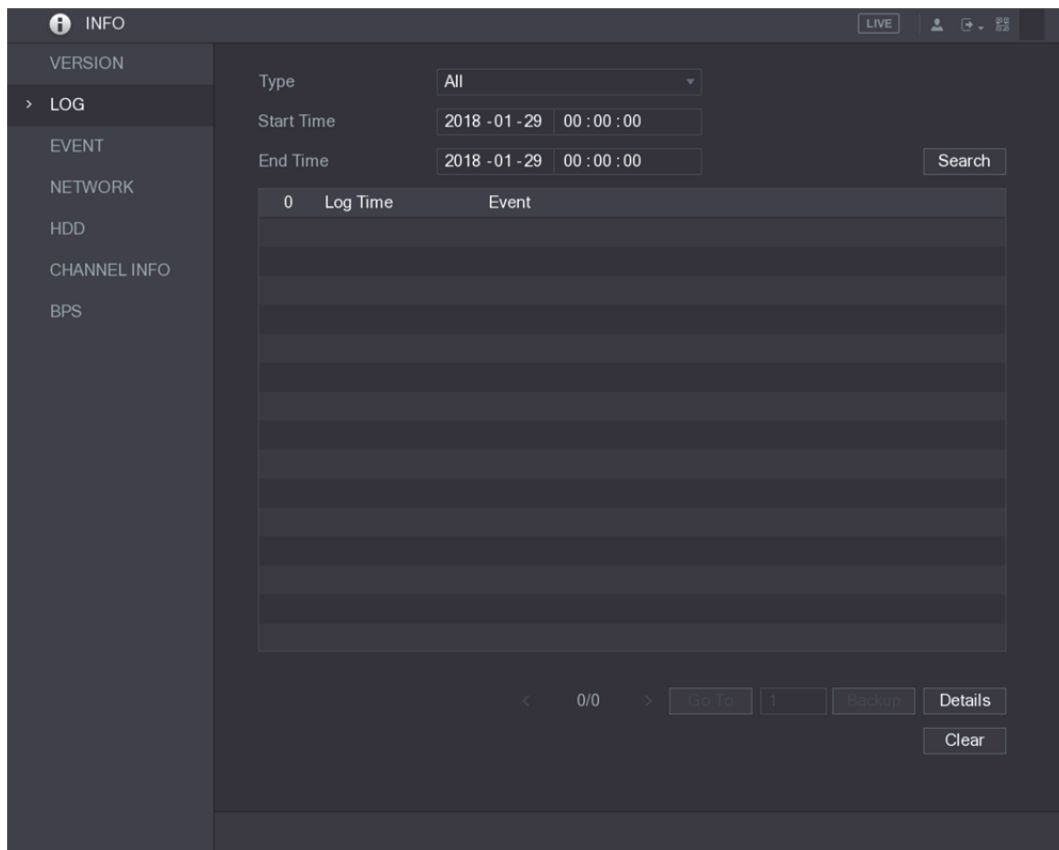 INFO LIVE
VERSION
LOG
EVENT
NETWORK
HDD
CHANNEL INFO
BPS
Type All
Start Time 2018 -01 -29 00 : 00 : 00
End Time 2018 -01 -29 00 : 00 : 00
Search
0 Log Time Event
0/0 Go To 1 Backup Details
Clear